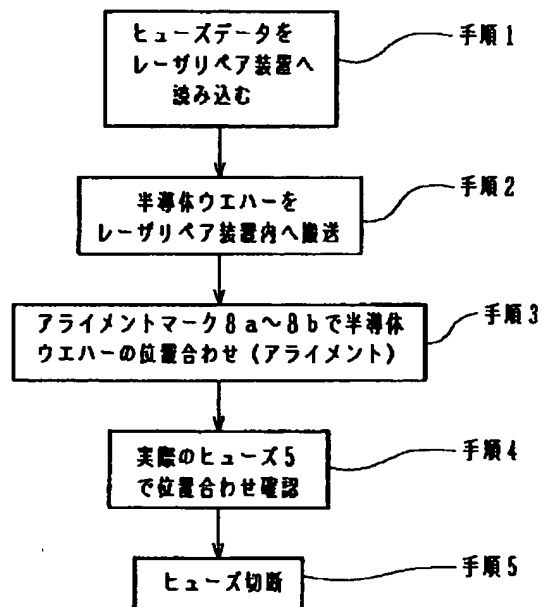 ヒューズデータを
レーザリペア装置へ
読み込む
手順1
半導体ウエハーを
レーザリペア装置内へ搬送
手順2
アライメントマーク8a～8bで半導体
ウエハーの位置合わせ（アライメント）
手順3
実際のヒューズ5
で位置合わせ確認
手順4
ヒューズ切断
手順5